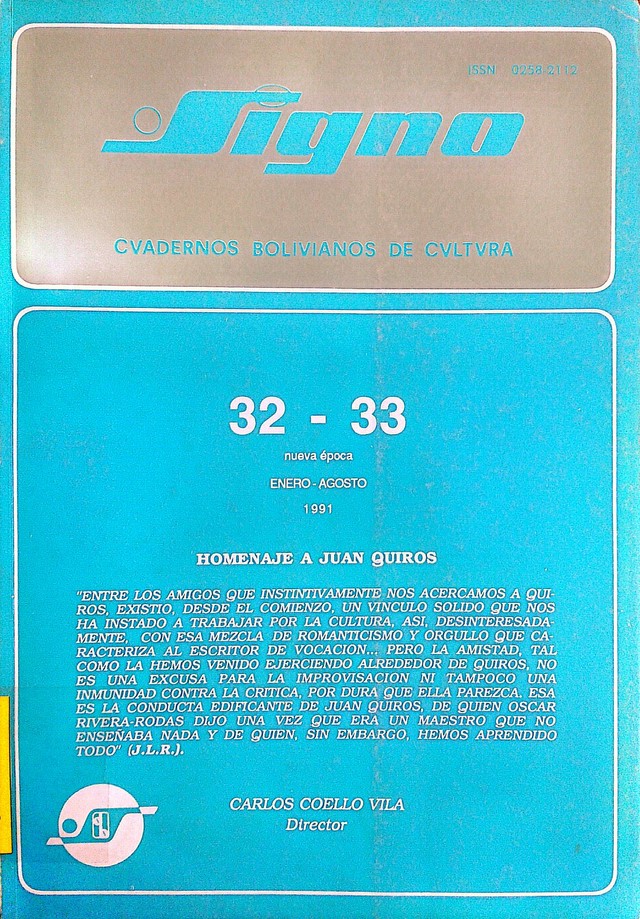 ISSN 0258-2112
Signo
CVADERNOS BOLIVIANOS DE CVLTVRA
32 - 33
nueva época
ENERO - AGOSTO
1991
HOMENAJE A JUAN QUIROS
"ENTRE LOS AMIGOS QUE INSTINTIVAMENTE NOS ACERCAMOS A QUI-
ROS, EXISTIO, DESDE EL COMIENZO, UN VINCULO SOLIDO QUE NOS
HA INSTADO A TRABAJAR POR LA CULTURA, ASI, DESINTERESADA-
MENTE, CON ESA MEZCLA DE ROMANTICISMO Y ORGULLO QUE CA-
RACTERIZA AL ESCRITOR DE VOCACION... PERO LA AMISTAD, TAL
COMO LA HEMOS VENIDO EJERCIENDO ALREDEDOR DE QUIROS, NO
ES UNA EXCUSA PARA LA IMPROVISACION NI TAMPOCO UNA
INMUNIDAD CONTRA LA CRITICA, POR DURA QUE ELLA PAREZCA. ESA
ES LA CONDUCTA EDIFICANTE DE JUAN QUIROS, DE QUIEN OSCAR
RIVERA-RODAS DIJO UNA VEZ QUE ERA UN MAESTRO QUE NO
ENSEÑABA NADA Y DE QUIEN, SIN EMBARGO, HEMOS APRENDIDO
TODO" (J.L.R.).
CARLOS COELLO VILA
Director